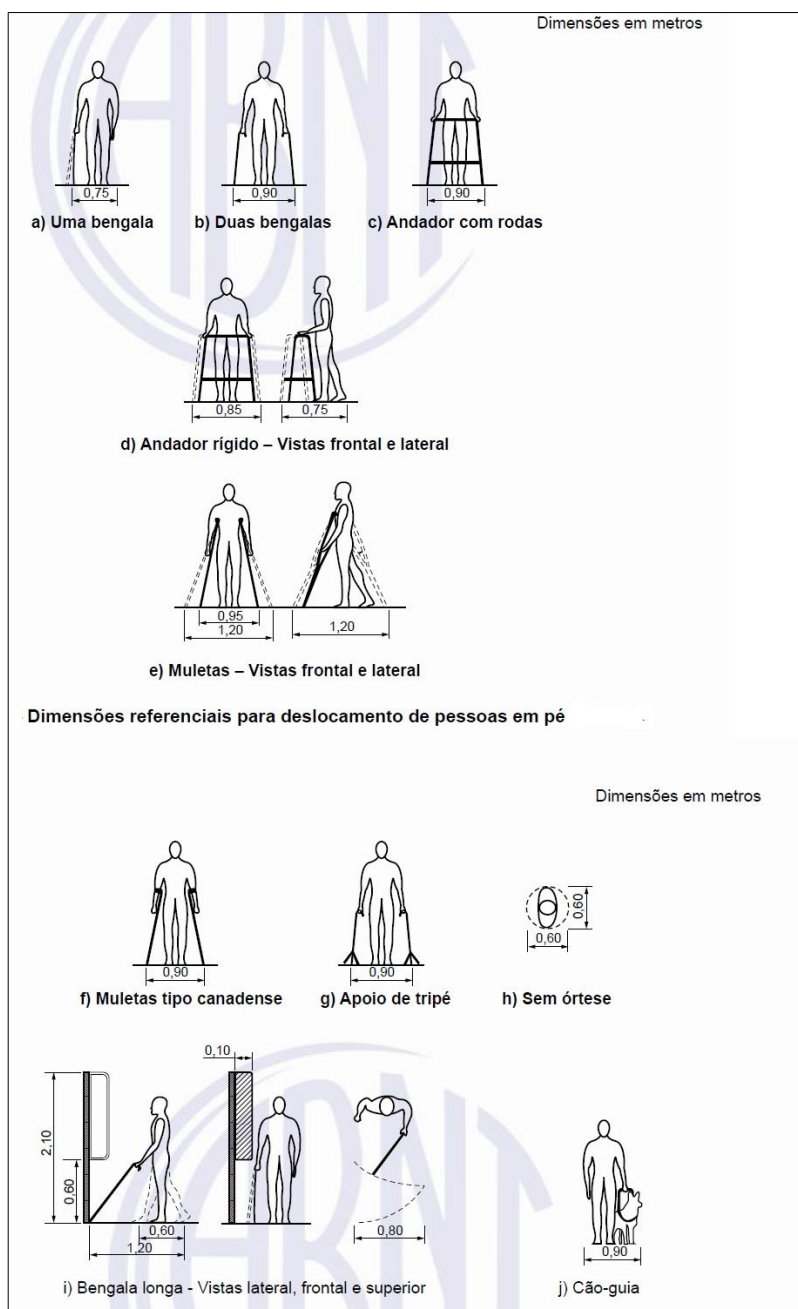 Dimensões em metros
0,75 0,90 0,90
a) Uma bengala b) Duas bengalas c) Andador com rodas
0,85 0,75
d) Andador rígido – Vistas frontal e lateral
0,95
1,20 1,20
e) Muletas – Vistas frontal e lateral
Dimensões referenciais para deslocamento de pessoas em pé
Dimensões em metros
0,60
0,60
0,90 0,90
f) Muletas tipo canadense g) Apoio de tripé h) Sem órtese
0,10
2,10
0,60
0,60 0,80
1,20 0,90
i) Bengala longa - Vistas lateral, frontal e superior j) Cão-guia
ABNT
ABNT